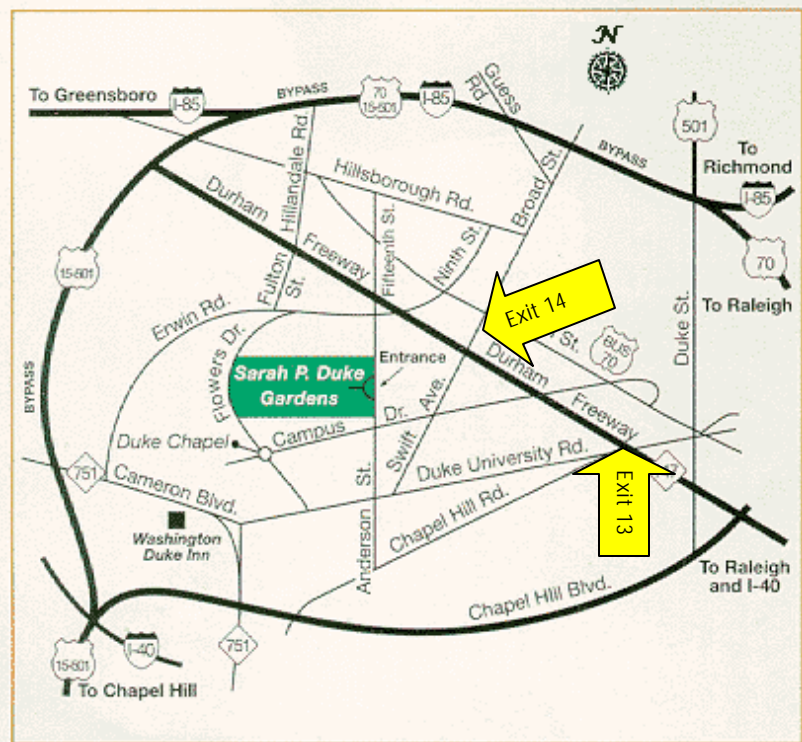 N
To Greensboro
I-85
BYPASS
70
15-501
I-85
Guess
Rd.
501
To
Richmond
I-85
70
To Raleigh
BYPASS
Broad St.
Hillandale Rd.
Hillsborough Rd.
Durham
Freeway
Fifteenth St.
Ninth St.
15-501
BYPASS
Fulton
St.
Erwin Rd.
Flowers Dr.
Exit 14
St.
BUS
70
Duke St.
Sarah P. Duke
Gardens
Entrance
Durham
Freeway
Duke Chapel
Campus
Dr.
Swift
Ave.
Duke University Rd.
751
Cameron Blvd.
Washington
Duke Inn
Anderson
St.
Chapel Hill Rd.
Exit 13
To Raleigh
and I-40
Chapel Hill Blvd.
751
I-40
15-501
To Chapel Hill